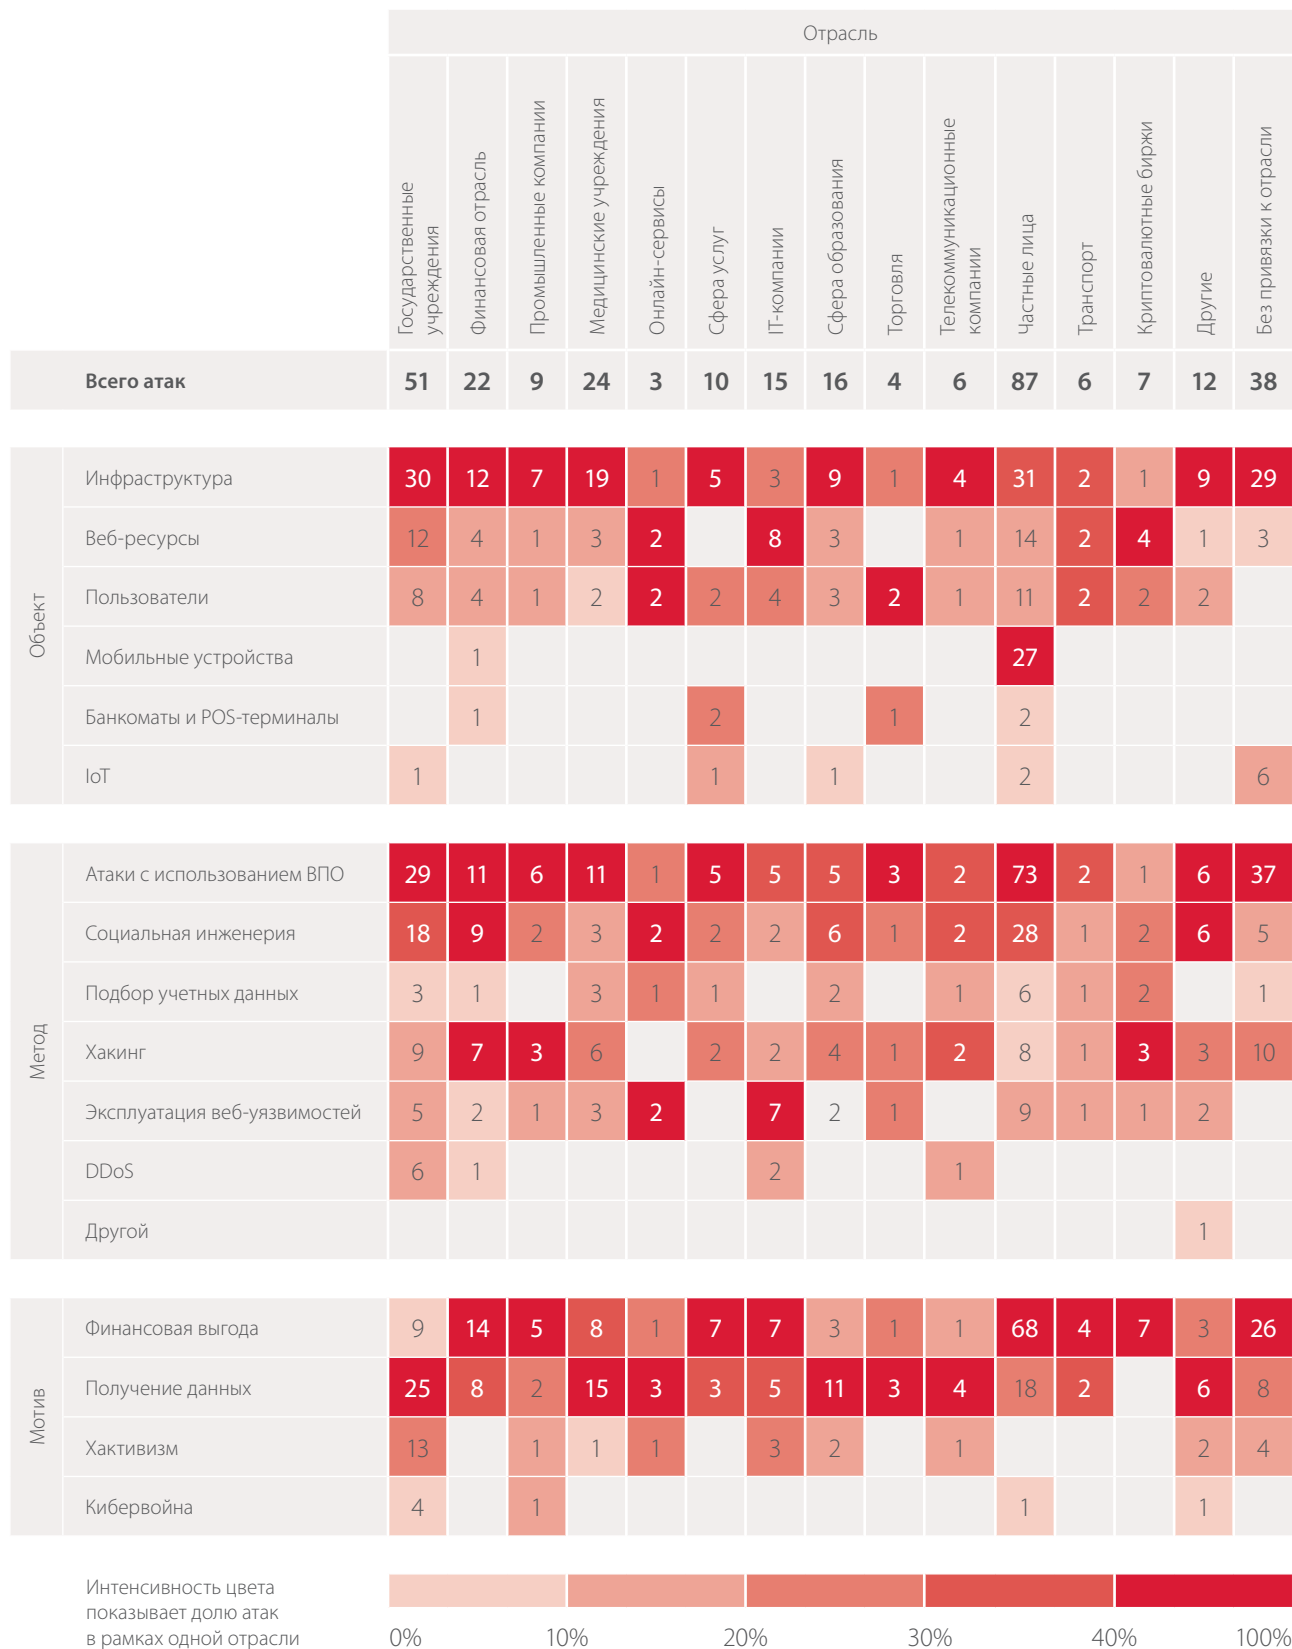 Отрасль
Государственные
учреждения
Финансовая отрасль
Промышленные компании
Медицинские учреждения
Онлайн-сервисы
Сфера услуг
IT-компании
Сфера образования
Торговля
Телекоммуникационные
компании
Частные лица
Транспорт
Криптовалютные биржи
Другие
Без привязки к отрасли
Всего атак 51 22 9 24 3 10 15 16 4 6 87 6 7 12 38
Объект
Инфраструктура 30 12 7 19 1 5 3 9 1 4 31 2 1 9 29
Веб-ресурсы 12 4 1 3 2 8 3 1 14 2 4 1 3
Пользователи 8 4 1 2 2 2 4 3 2 1 11 2 2 2
Мобильные устройства 1 27
Банкоматы и POS-терминалы 1 2 1 2
IoT 1 1 1 2 6
Метод
Атаки с использованием ВПО 29 11 6 11 1 5 5 5 3 2 73 2 1 6 37
Социальная инженерия 18 9 2 3 2 2 2 6 1 2 28 1 2 6 5
Подбор учетных данных 3 1 3 1 1 2 1 6 1 2 1
Хакинг 9 7 3 6 2 2 4 1 2 8 1 3 3 10
Эксплуатация веб-уязвимостей 5 2 1 3 2 7 2 1 9 1 1 2
DDoS 6 1 2 1
Другой 1
Мотив
Финансовая выгода 9 14 5 8 1 7 7 3 1 1 68 4 7 3 26
Получение данных 25 8 2 15 3 3 5 11 3 4 18 2 6 8
Хактивизм 13 1 1 1 3 2 1 2 4
Кибервойна 4 1 1 1
Интенсивность цвета
показывает долю атак
в рамках одной отрасли
0% 10% 20% 30% 40% 100%